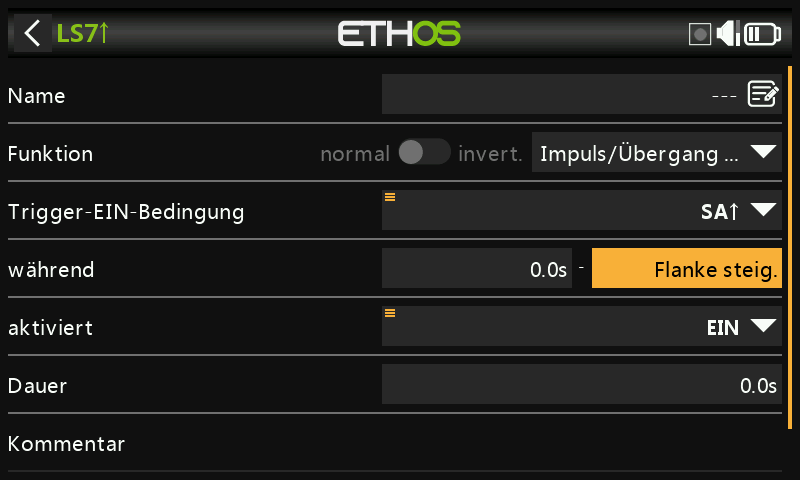 LS7↑ ETHOS
Name ---
Funktion normal invert. Impuls/Übergang ...
Trigger-EIN-Bedingung SA↑
während 0.0s - Flanke steig.
aktiviert EIN
Dauer 0.0s
Kommentar